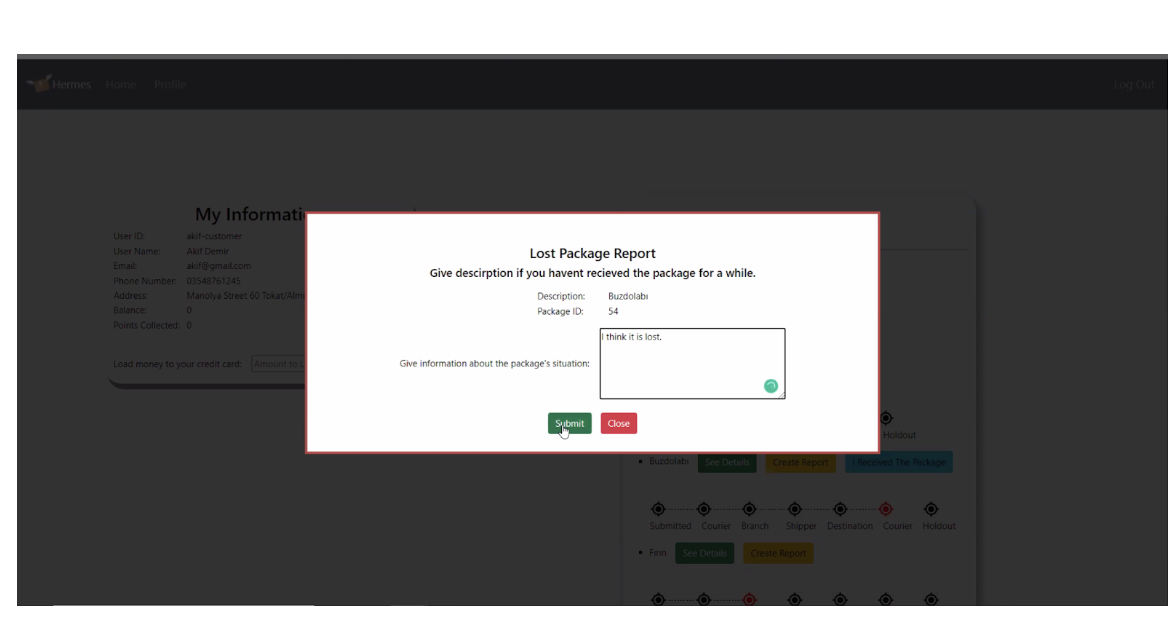 Hermes Home Profile Log Out
My Informati
User ID: akif-customer
User Name: Akif Demir
Email: akif@gmail.com
Phone Number: 03548761245
Address: Manolya Street 60 Tokat/Alm
Balance: 0
Points Collected: 0
Load money to your credit card: Amount to
Lost Package Report
Give descirption if you havent recieved the package for a while.
Description: Buzdolabı
Package ID: 54
Give information about the package's situation: I think it is lost.
Submit Close
Holdout
Buzdolabı See Details Create Report I Received The Package
Submitted Courier Branch Shipper Destination Courier Holdout
Fırın See Details Create Report